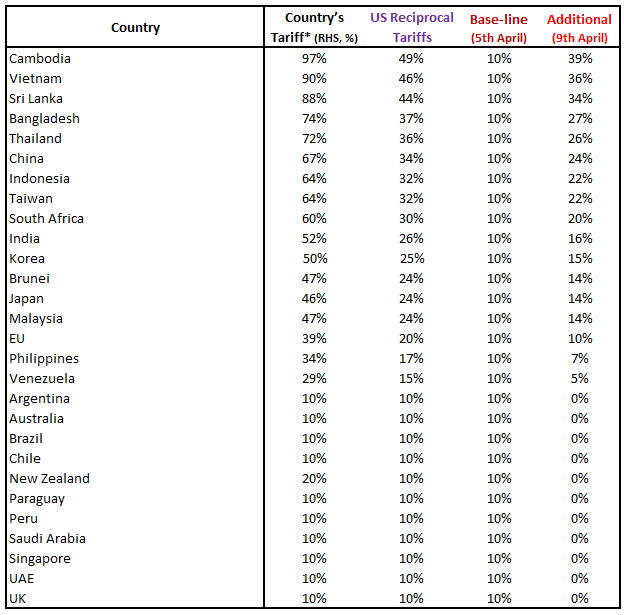 Country Country’s Tariff* (RHS, %) US Reciprocal Tariffs Base-line (5th April) Additional (9th April)
Cambodia 97% 49% 10% 39%
Vietnam 90% 46% 10% 36%
Sri Lanka 88% 44% 10% 34%
Bangladesh 74% 37% 10% 27%
Thailand 72% 36% 10% 26%
China 67% 34% 10% 24%
Indonesia 64% 32% 10% 22%
Taiwan 64% 32% 10% 22%
South Africa 60% 30% 10% 20%
India 52% 26% 10% 16%
Korea 50% 25% 10% 15%
Brunei 47% 24% 10% 14%
Japan 46% 24% 10% 14%
Malaysia 47% 24% 10% 14%
EU 39% 20% 10% 10%
Philippines 34% 17% 10% 7%
Venezuela 29% 15% 10% 5%
Argentina 10% 10% 10% 0%
Australia 10% 10% 10% 0%
Brazil 10% 10% 10% 0%
Chile 10% 10% 10% 0%
New Zealand 20% 10% 10% 0%
Paraguay 10% 10% 10% 0%
Peru 10% 10% 10% 0%
Saudi Arabia 10% 10% 10% 0%
Singapore 10% 10% 10% 0%
UAE 10% 10% 10% 0%
UK 10% 10% 10% 0%